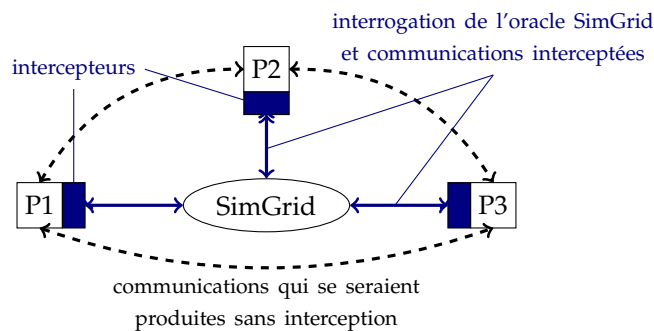 interrogation de l'oracle SimGrid
et communications interceptées
intercepteurs
P2
P1
SimGrid
P3
communications qui se seraient
produites sans interception